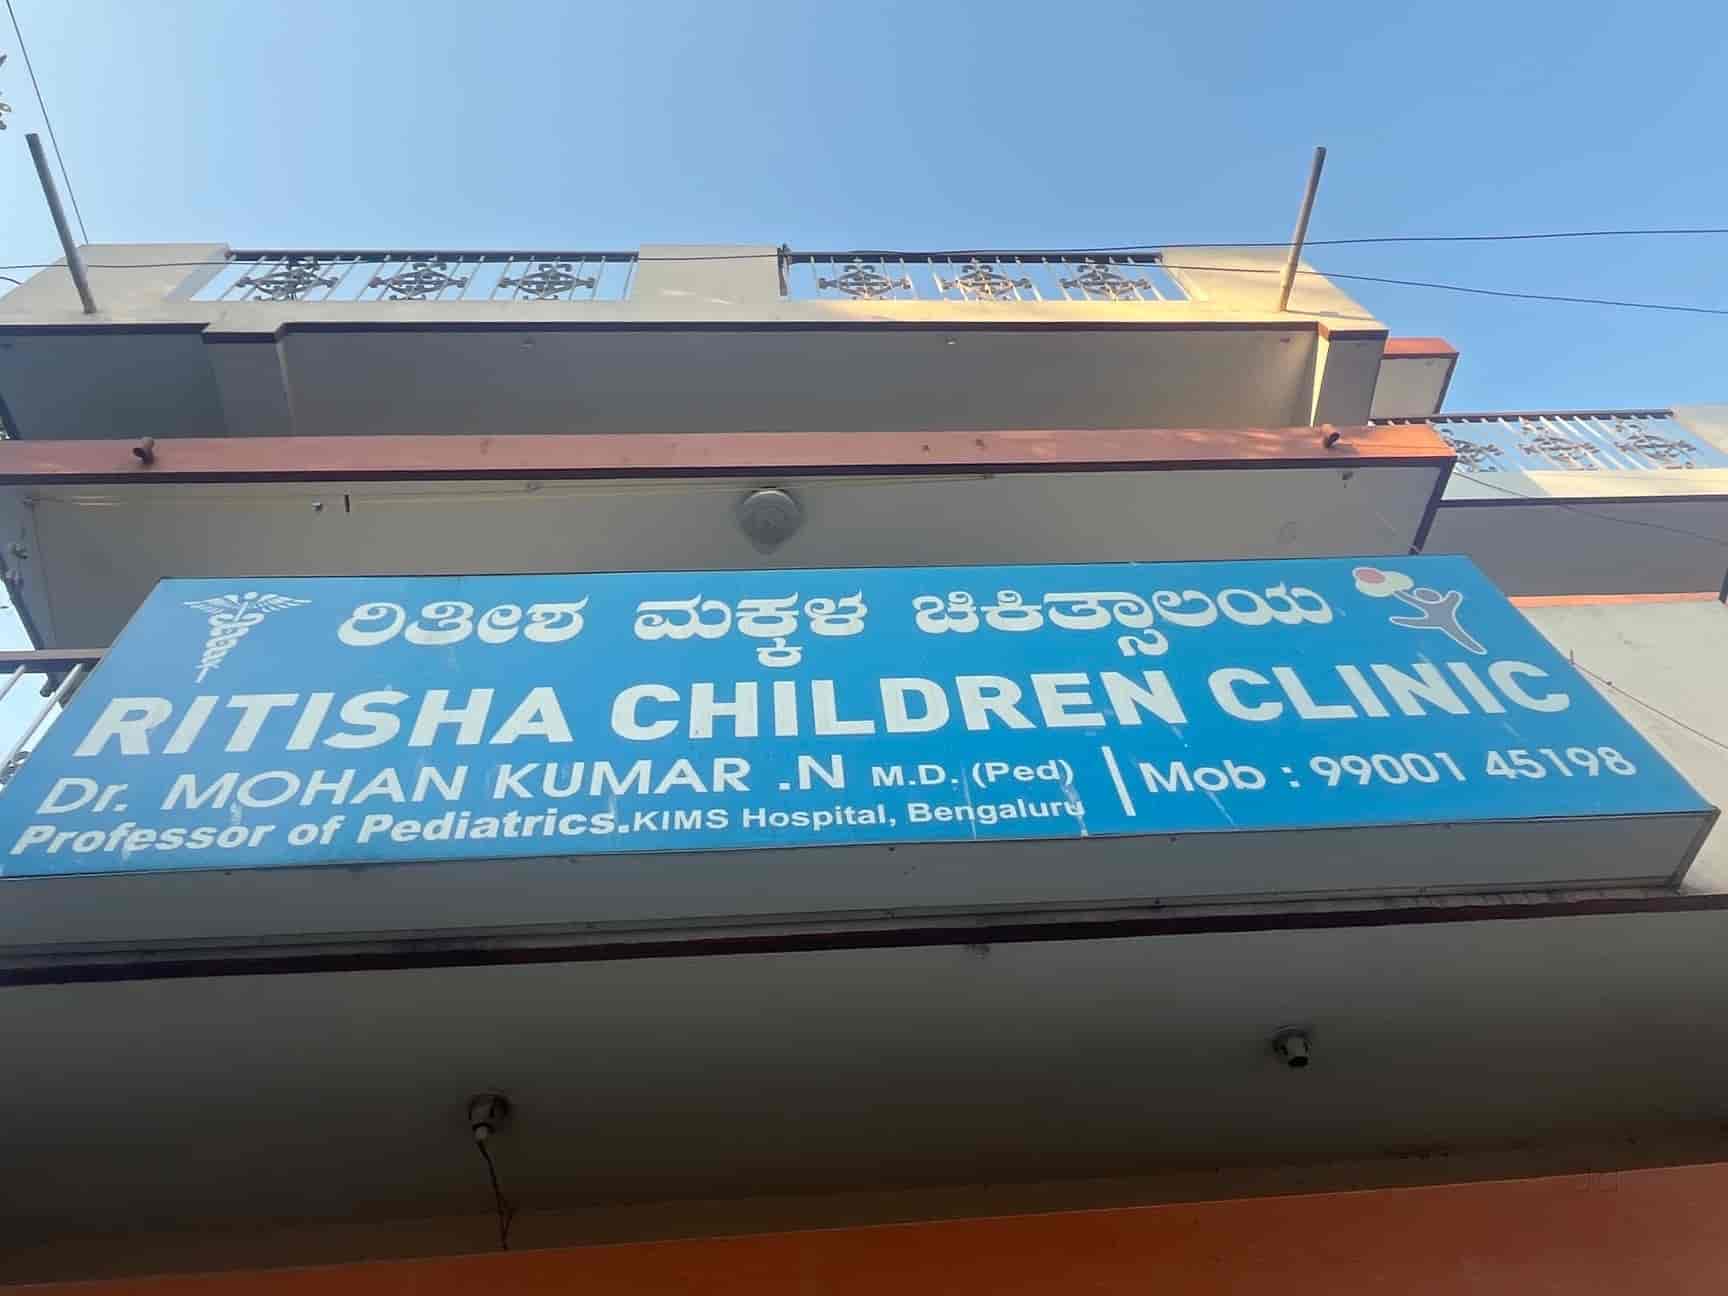 ರಿತೀಶ ಮಕ್ಕಳ ಚಿಕಿತ್ಸಾಲಯ
RITISHA CHILDREN CLINIC
Dr. MOHAN KUMAR .N M.D. (Ped)
Professor of Pediatrics.KIMS Hospital, Bengaluru
Mob : 99001 45198